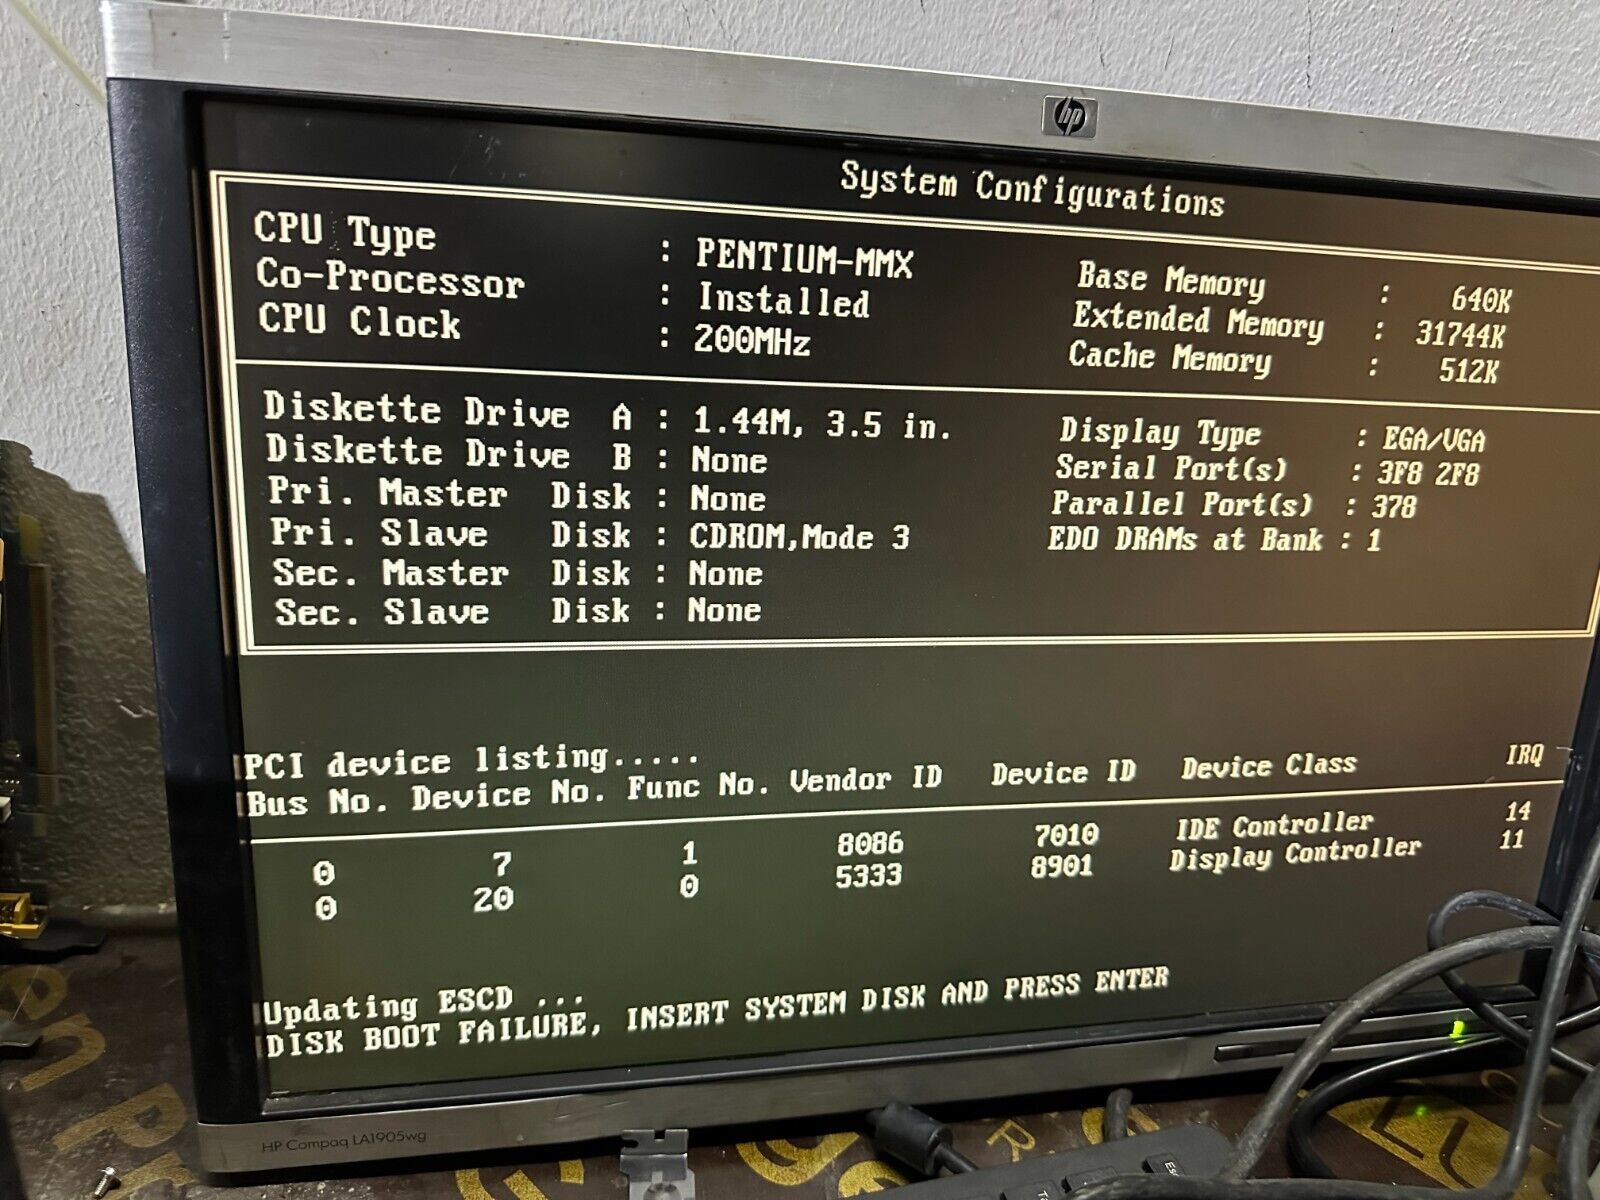 hp
System Configurations
CPU Type : PENTIUM-MMX Base Memory : 640K
Co-Processor : Installed Extended Memory : 31744K
CPU Clock : 200MHz Cache Memory : 512K
Diskette Drive A : 1.44M, 3.5 in. Display Type : EGA/VGA
Diskette Drive B : None Serial Port(s) : 3F8 2F8
Pri. Master Disk : None Parallel Port(s) : 378
Pri. Slave Disk : CDROM,Mode 3 EDO DRAMs at Bank : 1
Sec. Master Disk : None
Sec. Slave Disk : None
PCI device listing.....
Bus No. Device No. Func No. Vendor ID Device ID Device Class IRQ
0 7 1 8086 7010 IDE Controller 14
0 20 0 5333 8901 Display Controller 11
Updating ESCD ...
DISK BOOT FAILURE, INSERT SYSTEM DISK AND PRESS ENTER
HP Compaq LA1905wg